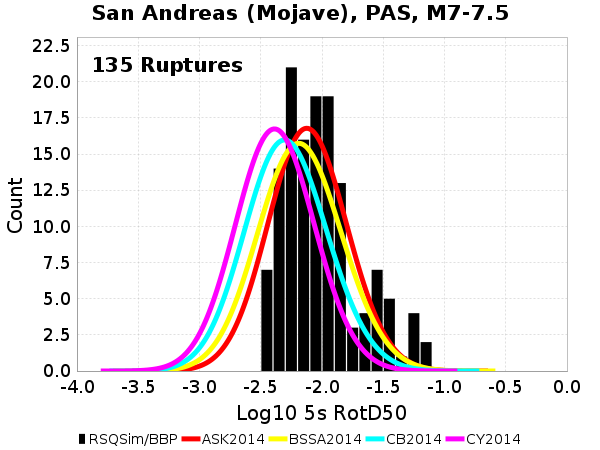 San Andreas (Mojave), PAS, M7-7.5
135 Ruptures
22.5
20.0
17.5
15.0
12.5
10.0
7.5
5.0
2.5
0.0
Count
-4.0 -3.5 -3.0 -2.5 -2.0 -1.5 -1.0 -0.5 0.0
Log10 5s RotD50
RSQSim/BBP ASK2014 BSSA2014 CB2014 CY2014